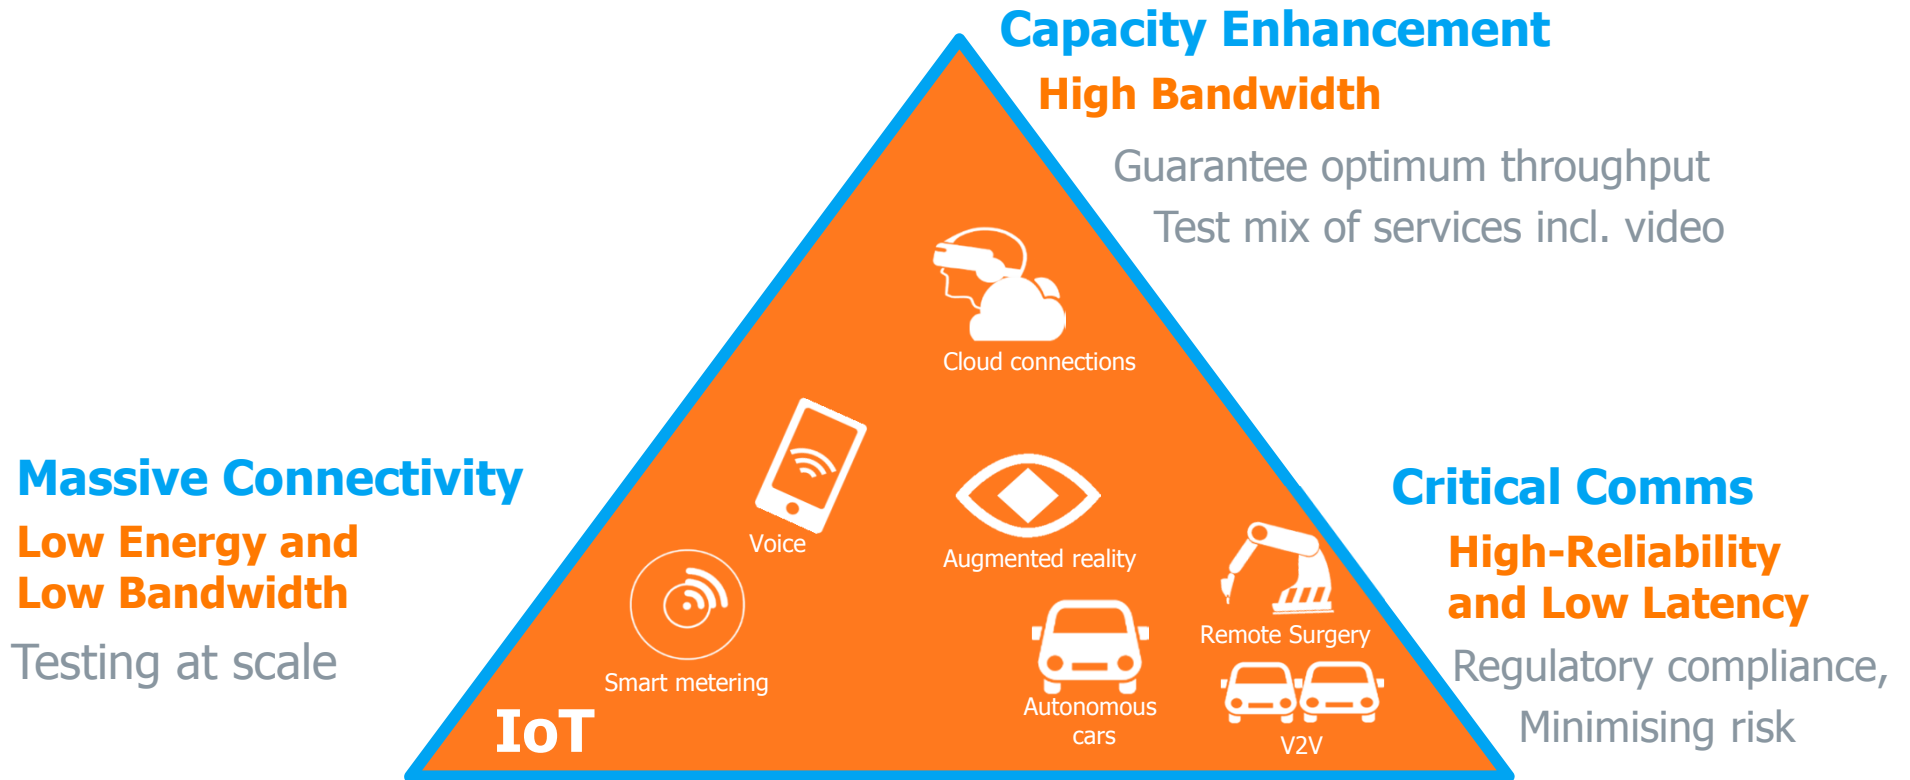 Capacity Enhancement
High Bandwidth
Guarantee optimum throughput
Test mix of services incl. video
Cloud connections
Massive Connectivity
Low Energy and
Low Bandwidth
Testing at scale
Voice
Augmented reality
Smart metering
IoT
Autonomous
cars
Remote Surgery
V2V
Critical Comms
High-Reliability
and Low Latency
Regulatory compliance,
Minimising risk